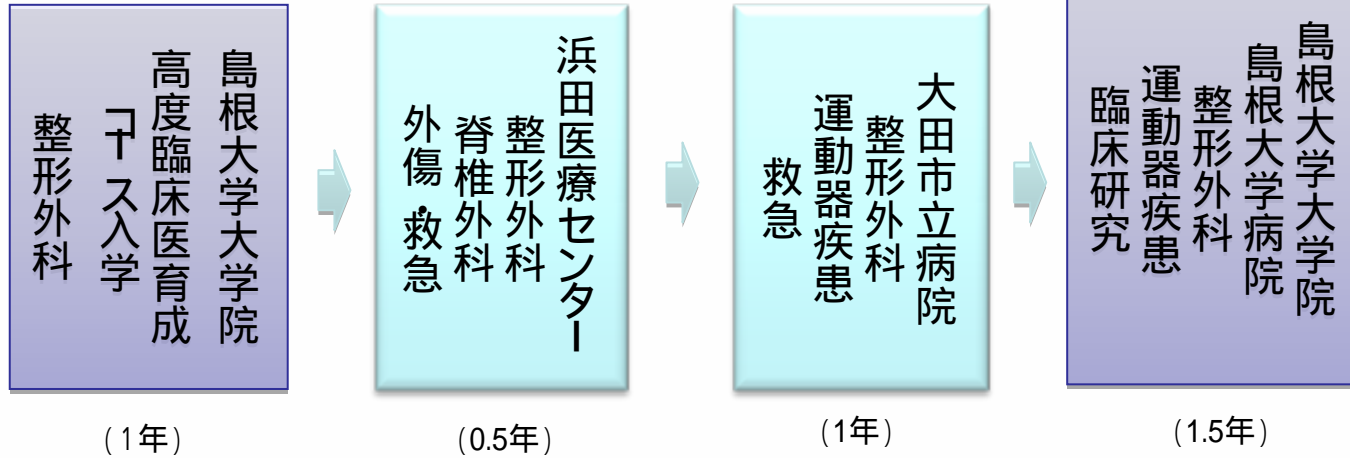 島根大学大学院
高度臨床医育成
コース入学
整形外科
(1年)
浜田医療センター
整形外科
脊椎外科
外傷・救急
(0.5年)
大田市立病院
整形外科
運動器疾患
救急
(1年)
島根大学大学院
島根大学病院
整形外科
運動器疾患
臨床研究
(1.5年)